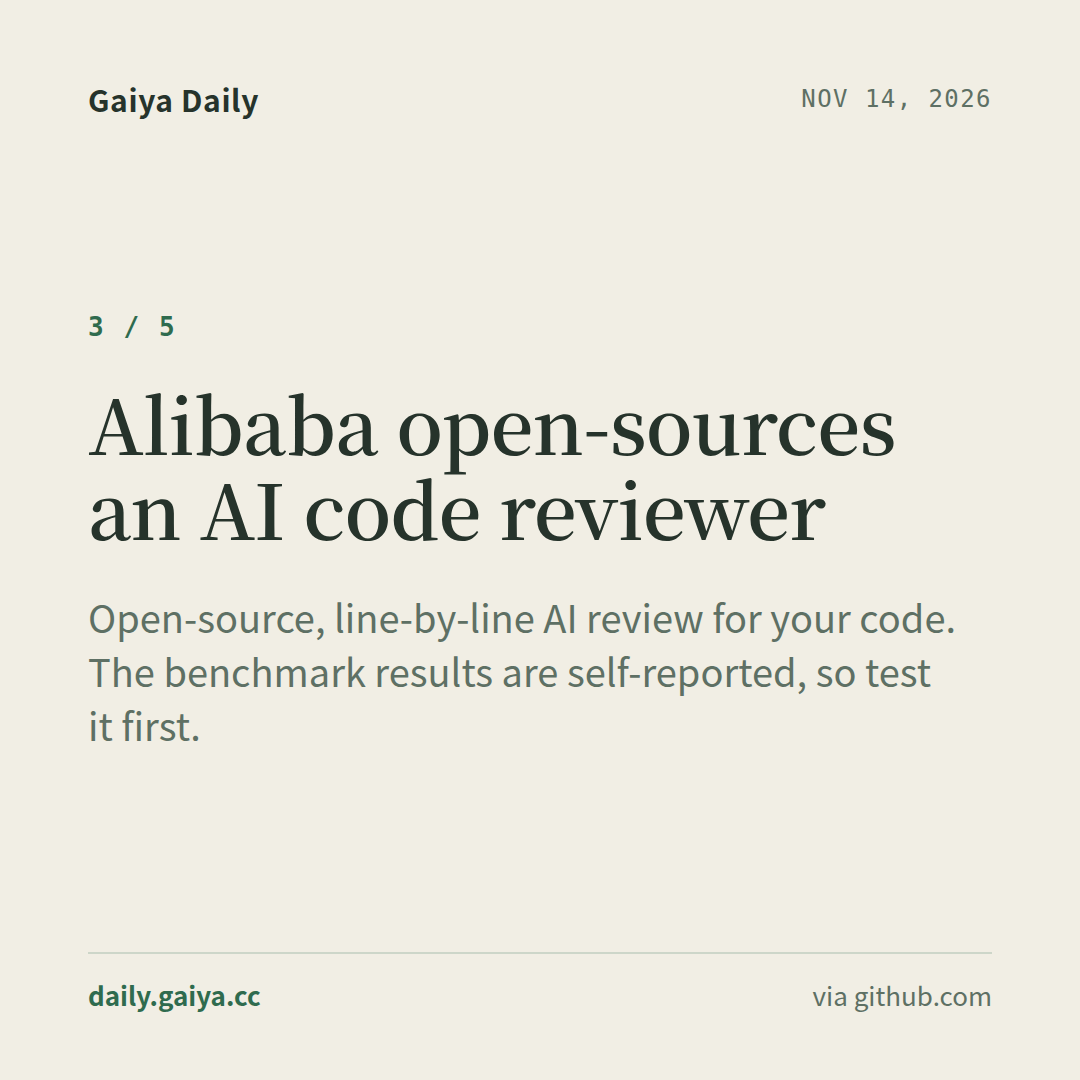 Gaiya Daily
NOV 14, 2026
3 / 5
Alibaba open-sources
an AI code reviewer
Open-source, line-by-line AI review for your code.
The benchmark results are self-reported, so test
it first.
daily.gaiya.cc
via github.com